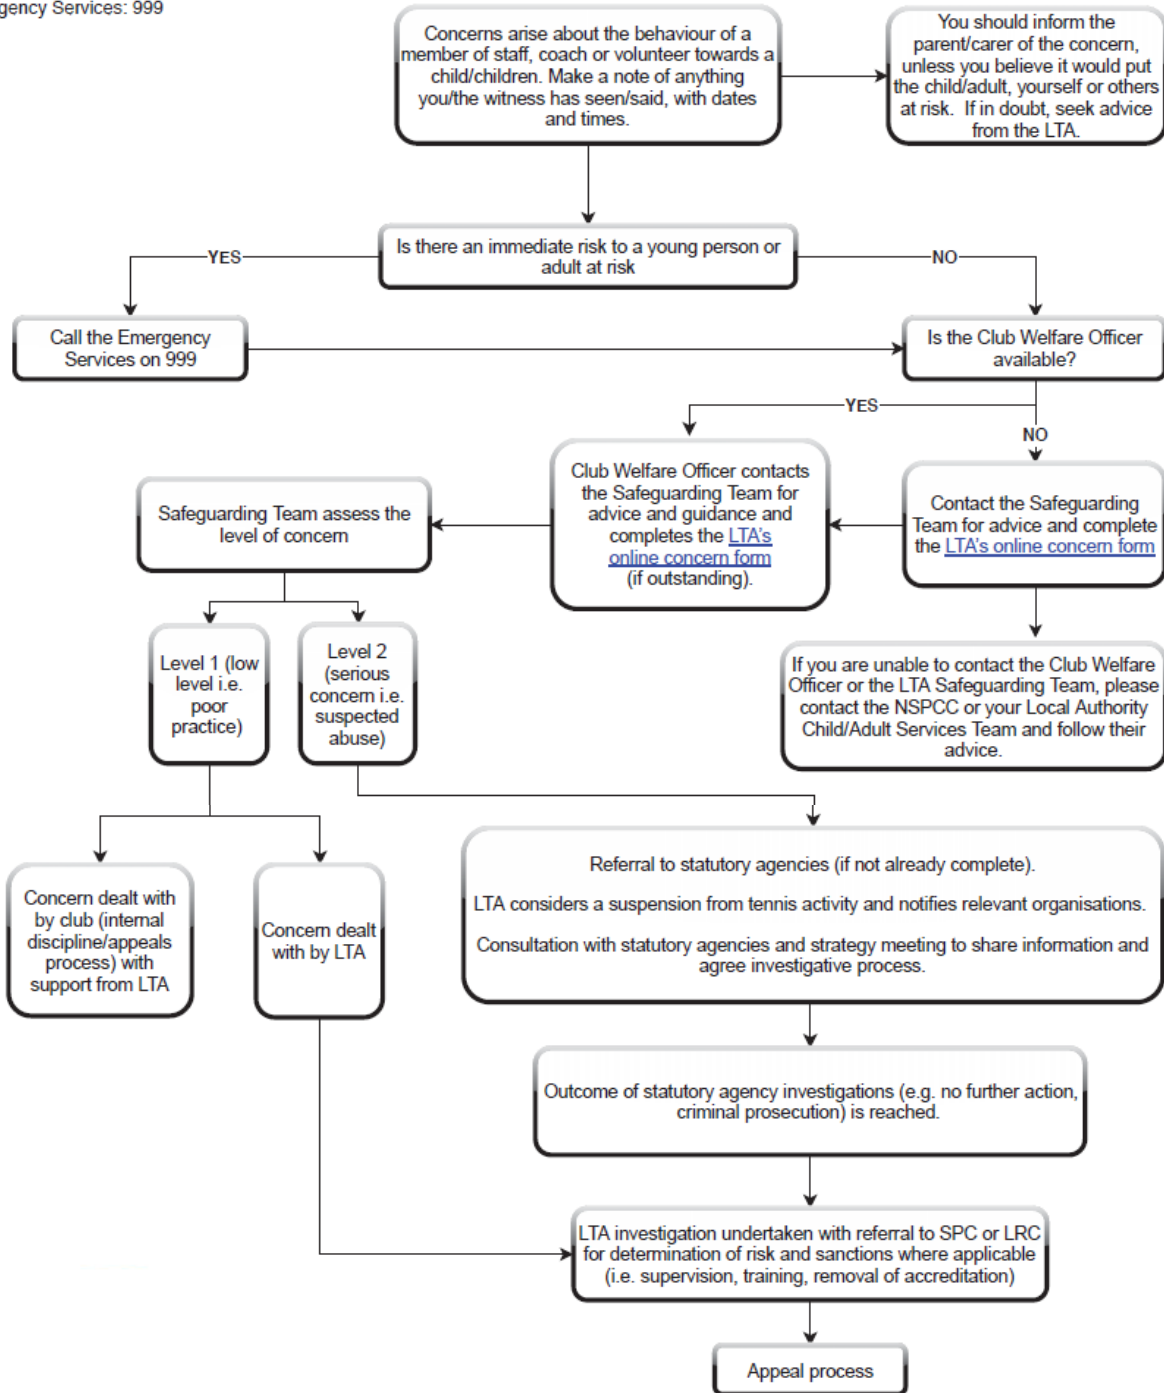 gency Services: 999
Concerns arise about the behaviour of a
member of staff, coach or volunteer towards a
child/children. Make a note of anything
you/the witness has seen/said, with dates
and times.
You should inform the
parent/carer of the concern,
unless you believe it would put
the child/adult, yourself or others
at risk. If in doubt, seek advice
from the LTA.
Is there an immediate risk to a young person or
adult at risk
YES
NO
Call the Emergency
Services on 999
Is the Club Welfare Officer
available?
YES
NO
Club Welfare Officer contacts
the Safeguarding Team for
advice and guidance and
completes the LTA's
online concern form
(if outstanding).
Contact the Safeguarding
Team for advice and complete
the LTA's online concern form
Safeguarding Team assess the
level of concern
Level 1 (low
level i.e.
poor
practice)
Level 2
(serious
concern i.e.
suspected
abuse)
If you are unable to contact the Club Welfare
Officer or the LTA Safeguarding Team, please
contact the NSPCC or your Local Authority
Child/Adult Services Team and follow their
advice.
Concern dealt with
by club (internal
discipline/appeals
process) with
support from LTA
Concern dealt
with by LTA
Referral to statutory agencies (if not already complete).
LTA considers a suspension from tennis activity and notifies relevant organisations.
Consultation with statutory agencies and strategy meeting to share information and
agree investigative process.
Outcome of statutory agency investigations (e.g. no further action,
criminal prosecution) is reached.
LTA investigation undertaken with referral to SPC or LRC
for determination of risk and sanctions where applicable
(i.e. supervision, training, removal of accreditation)
Appeal process